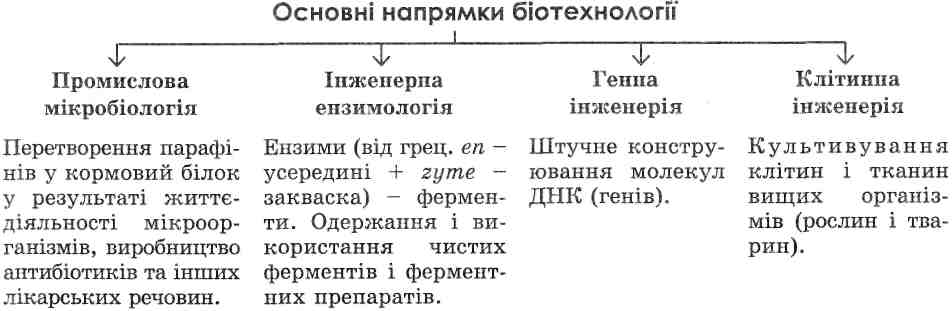 Основні напрямки біотехнології
Промислова
мікробіологія
Перетворення парафі-
нів у кормовий білок
у результаті життє-
діяльності мікроор-
ганізмів, виробництво
антибіотиків та інших
лікарських речовин.
Інженерна
ензимологія
Ензими (від грец. en –
усередині + zyme –
закваска) – фермен-
ти. Одержання і ви-
користання чистих
ферментів і фермент-
них препаратів.
Генна
інженерія
Штучне констру-
ювання молекул
ДНК (генів).
Клітинна
інженерія
Культивування
клітин і тканин
вищих організ-
мів (рослин і тва-
рин).